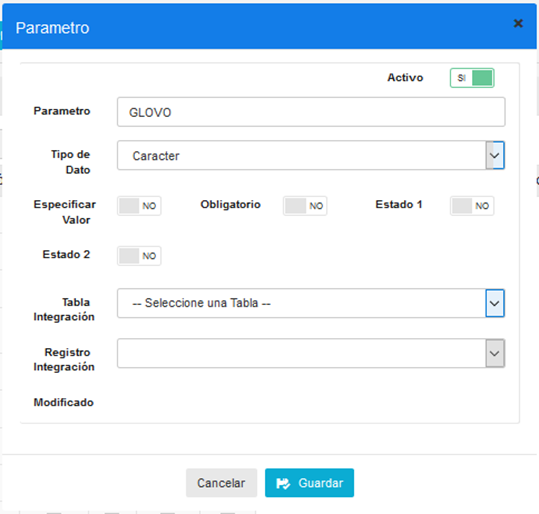 Parametro
Activo
SI
Parametro
GLOVO
Tipo de
Dato
Caracter
Especificar
Valor
NO
Obligatorio
NO
Estado 1
NO
Estado 2
NO
Tabla
Integración
-- Seleccione una Tabla --
Registro
Integración
Modificado
Cancelar
Guardar